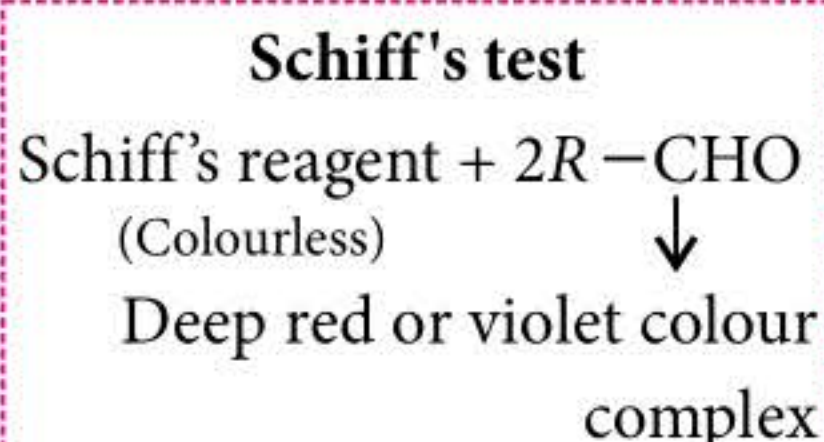 Schiff's test
Schiff’s reagent + 2R—CHO
(Colourless)
Deep red or violet colour
complex